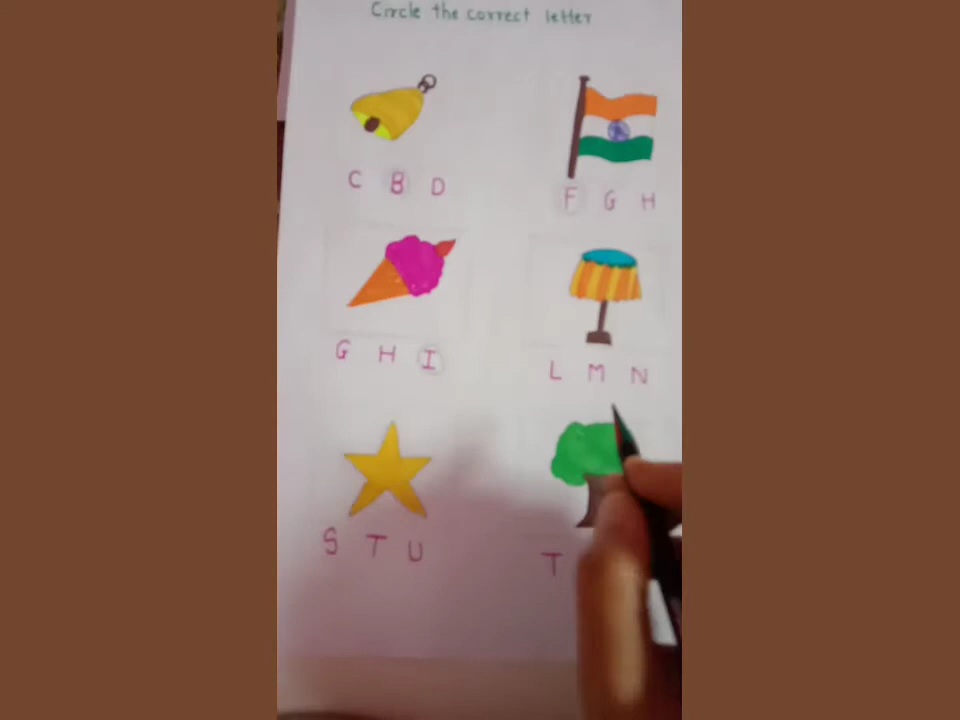 Circle the correct letter
C B D
F G H
G H I
L M N
S T U
T